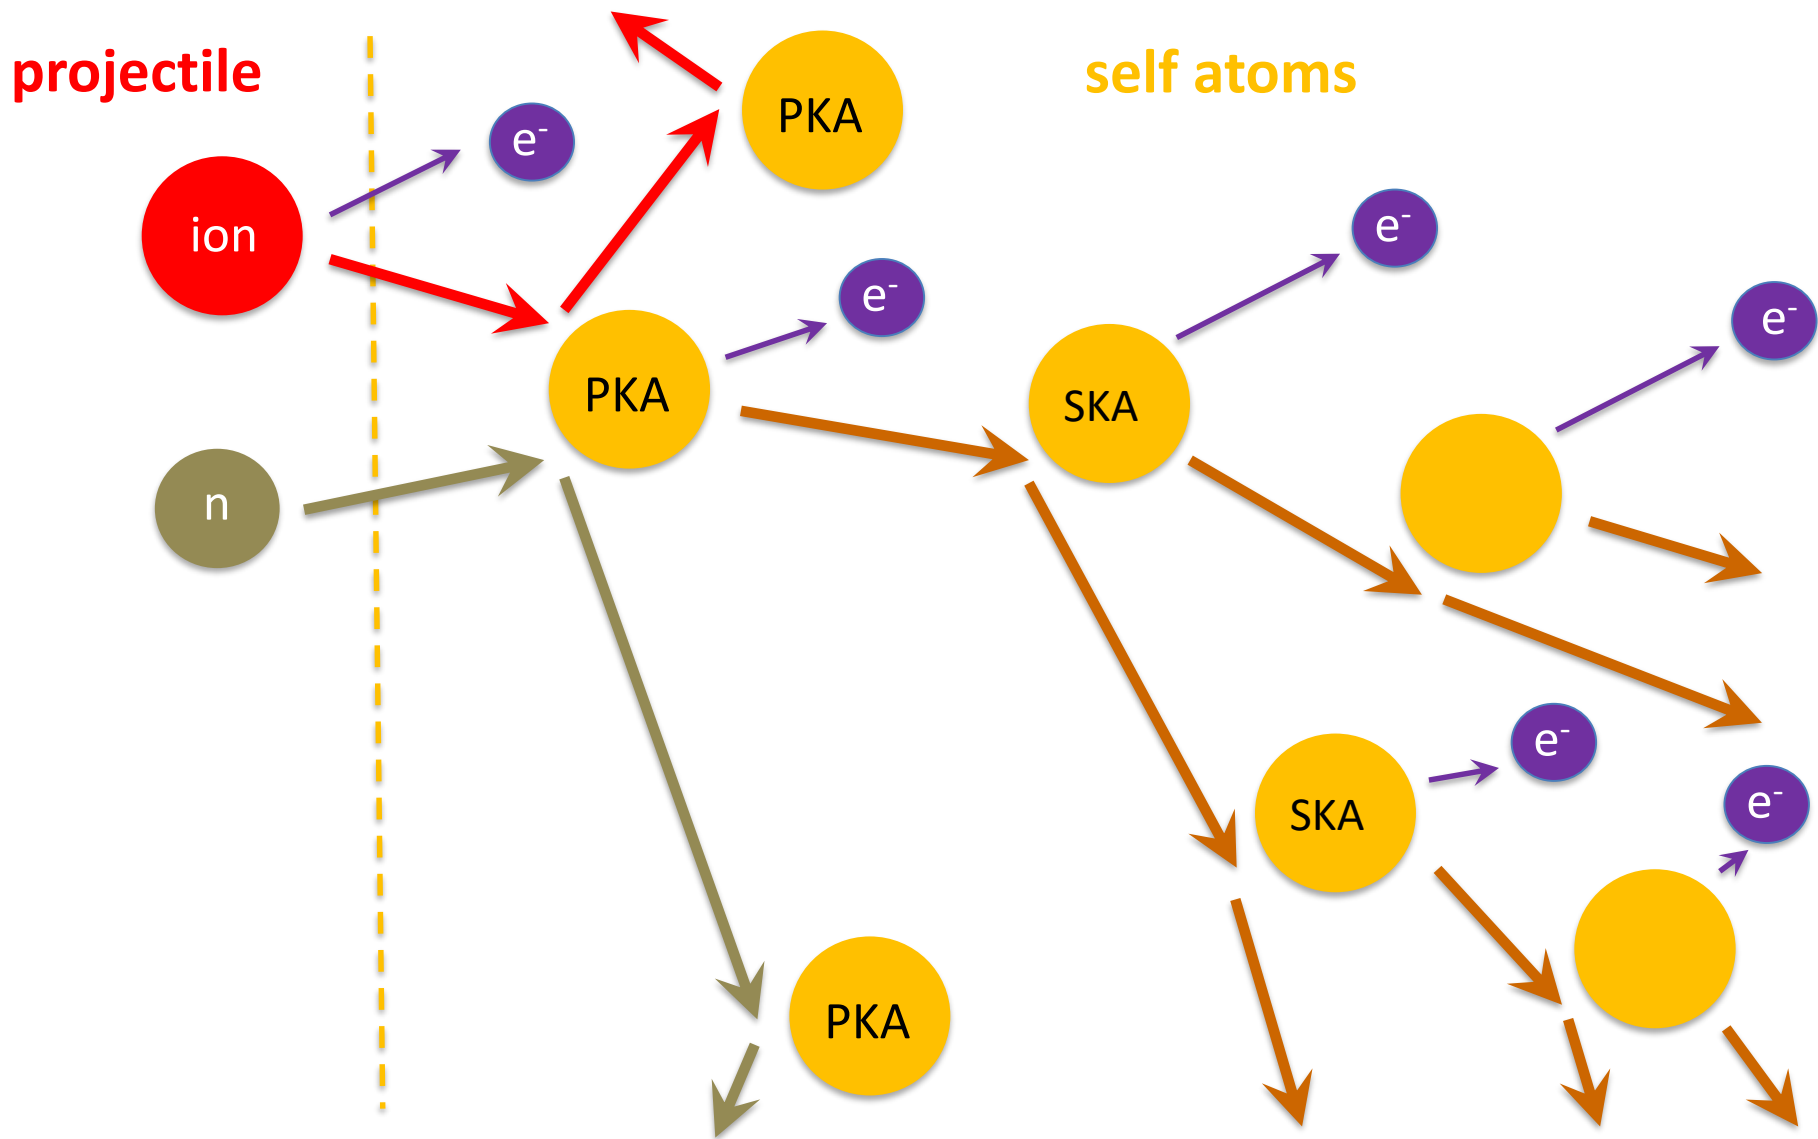 projectile
self atoms
PKA
e⁻
ion
e⁻
e⁻
e⁻
PKA
SKA
n
e⁻
e⁻
SKA
PKA